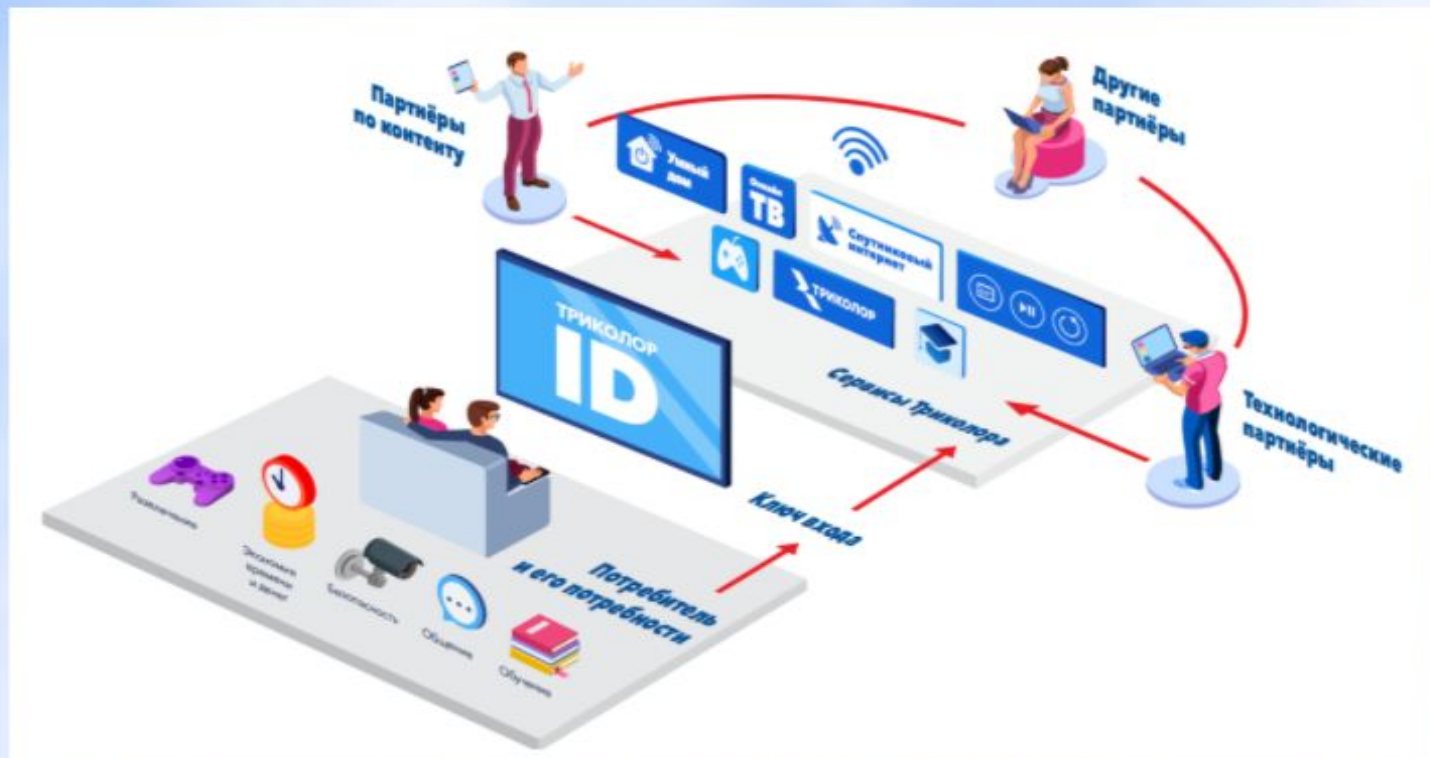 Партнёры
по контенту
Другие
партнёры
Умный
дом
Онлайн
ТВ
Спутниковый
интернет
ТРИКОЛОР
ТРИКОЛОР
ID
Сервисы Триколора
Технологические
партнёры
Ключ входа
Потребитель
и его потребности
Развлечения
Экономия
времени
и денег
Безопасность
Общение
Обучение